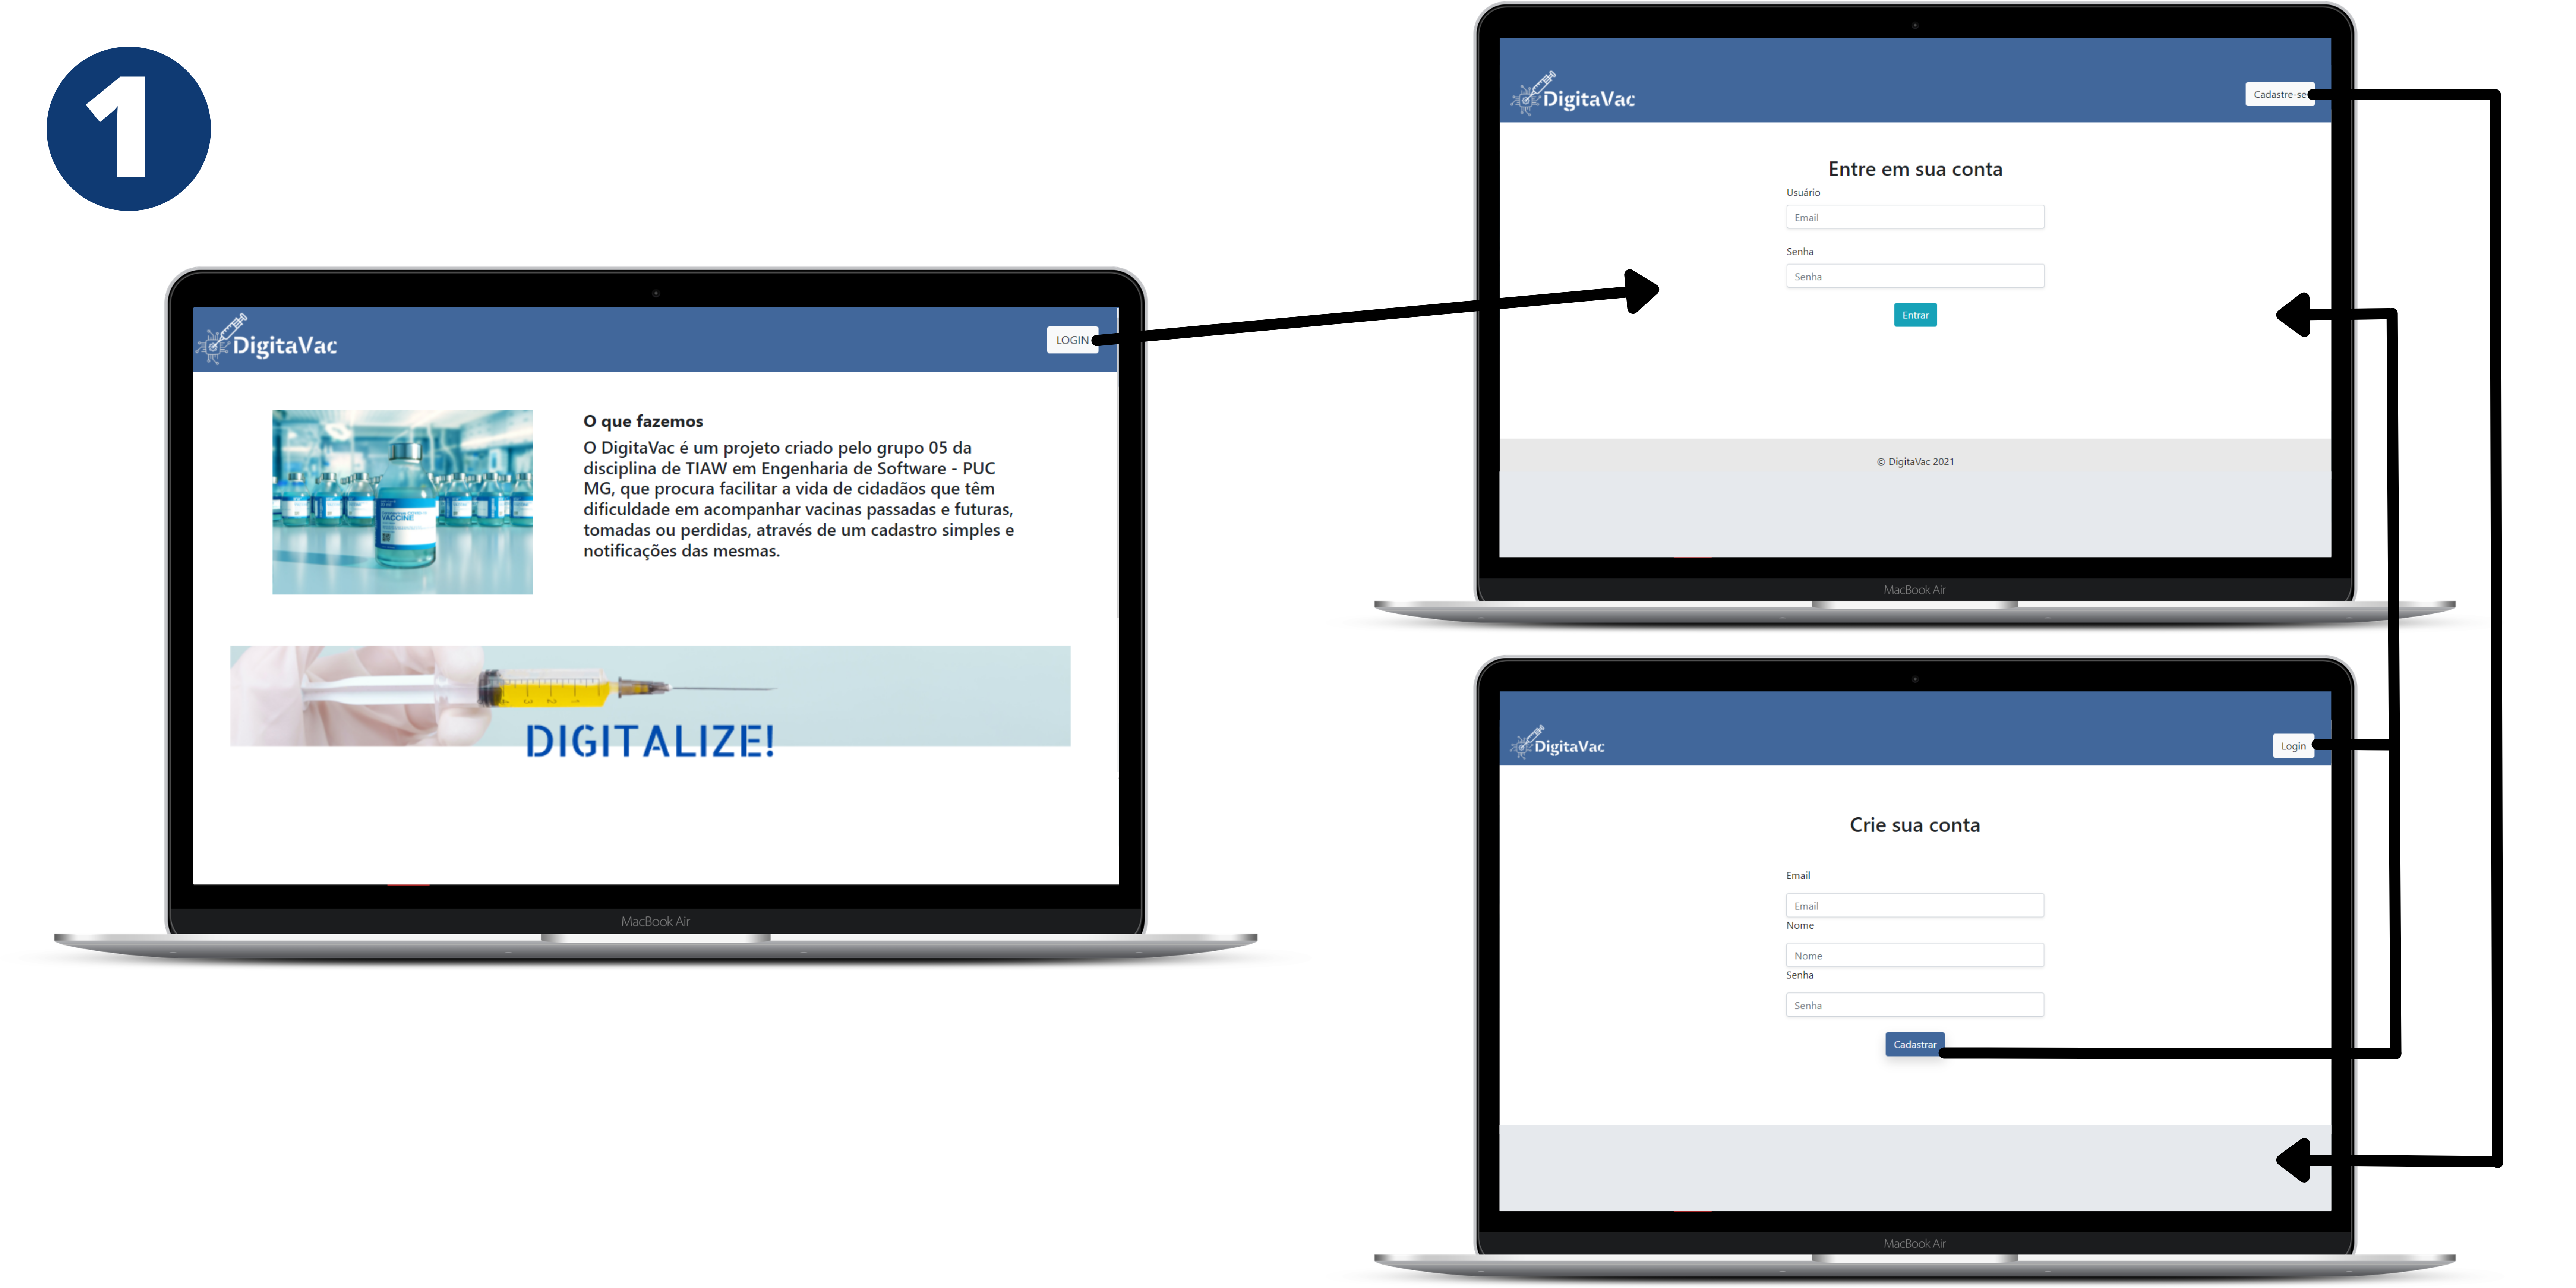 1
DigitaVac
LOGIN
O que fazemos
O DigitaVac é um projeto criado pelo grupo 05 da
disciplina de TIAW em Engenharia de Software - PUC
MG, que procura facilitar a vida de cidadãos que têm
dificuldade em acompanhar vacinas passadas e futuras,
tomadas ou perdidas, através de um cadastro simples e
notificações das mesmas.
VACCINE
DIGITALIZE!
MacBook Air
DigitaVac
Cadastre-se
Entre em sua conta
Usuário
Email
Senha
Senha
Entrar
© DigitaVac 2021
MacBook Air
DigitaVac
Login
Crie sua conta
Email
Email
Nome
Nome
Senha
Senha
Cadastrar
MacBook Air